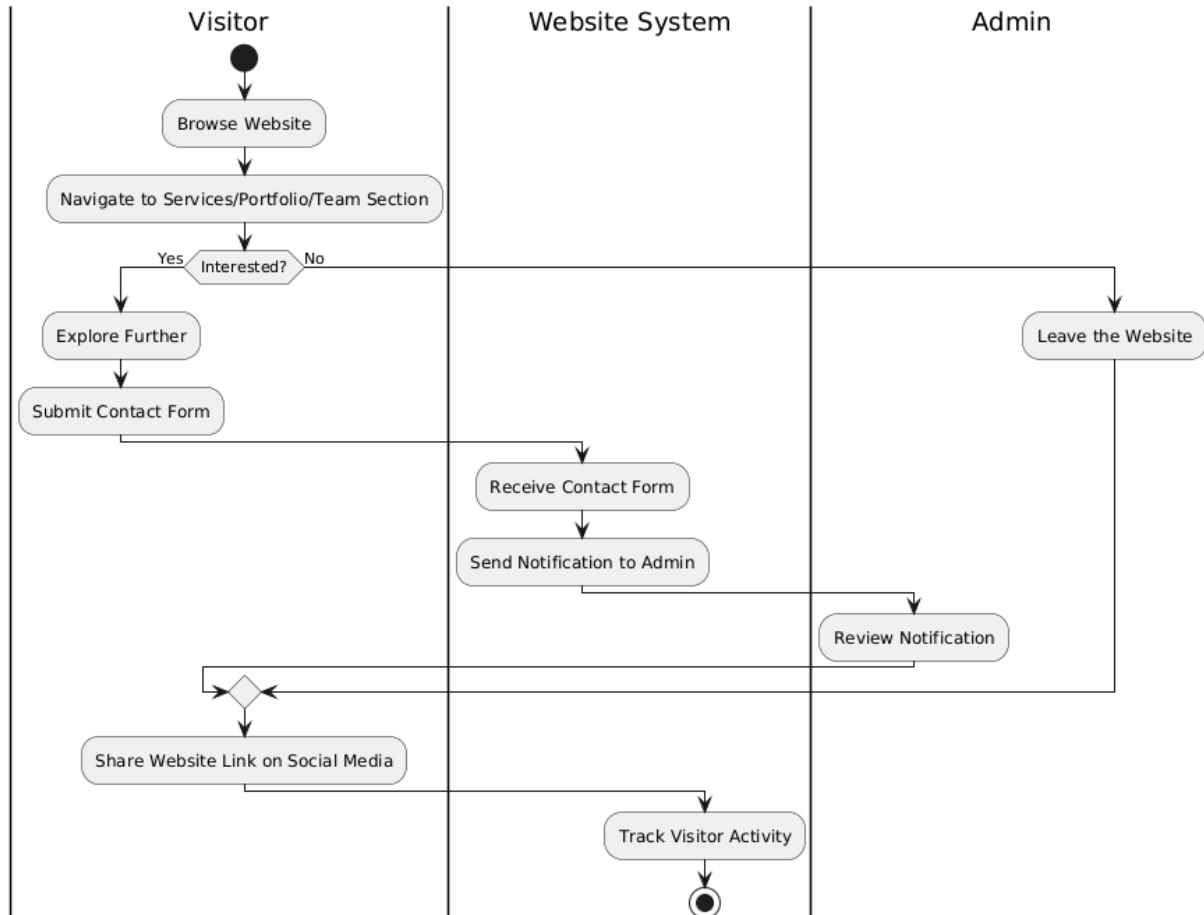 Visitor
Website System
Admin
Browse Website
Navigate to Services/Portfolio/Team Section
Yes
Interested?
No
Explore Further
Leave the Website
Submit Contact Form
Receive Contact Form
Send Notification to Admin
Review Notification
Share Website Link on Social Media
Track Visitor Activity